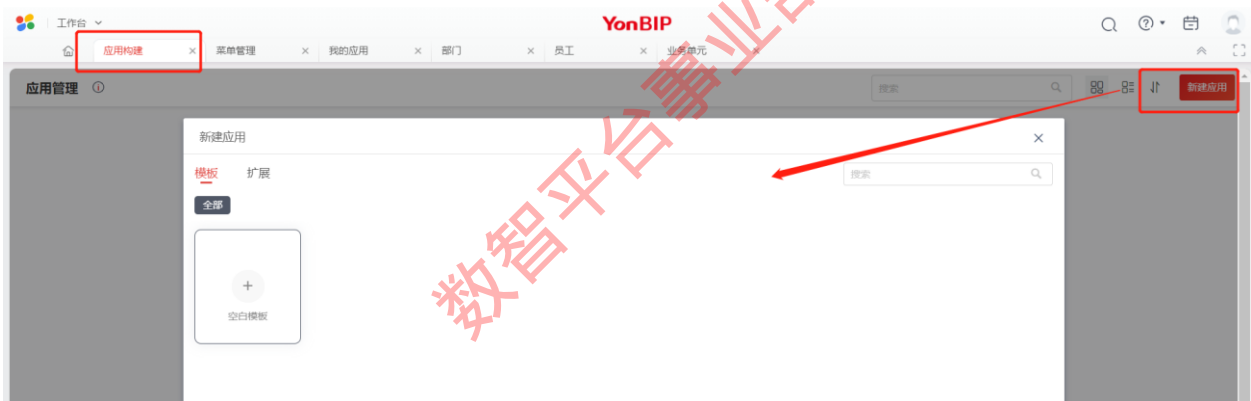 工作台
YonBIP
应用构建 菜单管理 我的应用 部门 员工 业务单元
应用管理 搜索 新建应用
新建应用
模板 扩展 搜索
全部
空白模板
数智平台事业